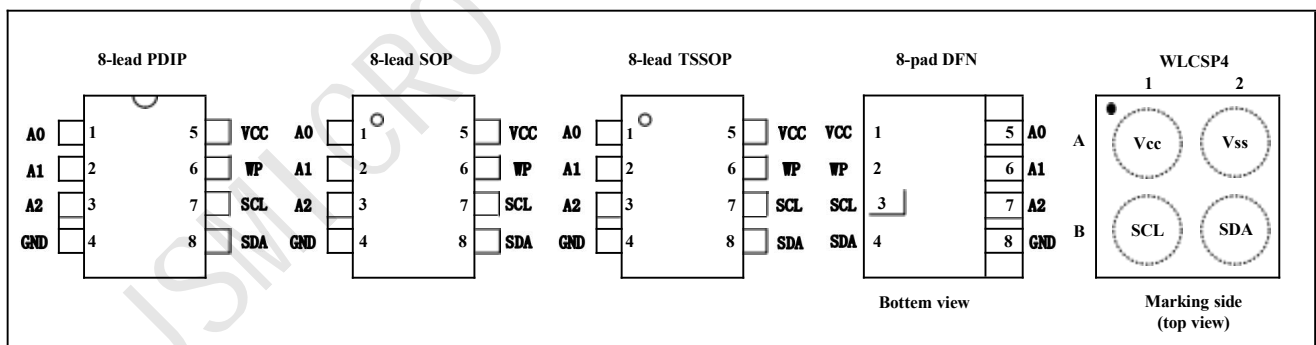 8-lead PDIP 8-lead SOP 8-lead TSSOP 8-pad DFN WLCSP4
1 2
A0 1 5 VCC A0 1 5 VCC A0 1 5 VCC VCC 1 5 A0 A Vcc Vss
A1 2 6 WP A1 2 6 WP A1 2 6 WP WP 2 6 A1
A2 3 7 SCL A2 3 7 SCL A2 3 7 SCL SCL 3 7 A2
GND 4 8 SDA GND 4 8 SDA GND 4 8 SDA SDA 4 8 GND B SCL SDA
Bottem view Marking side
(top view)
JSMICRO